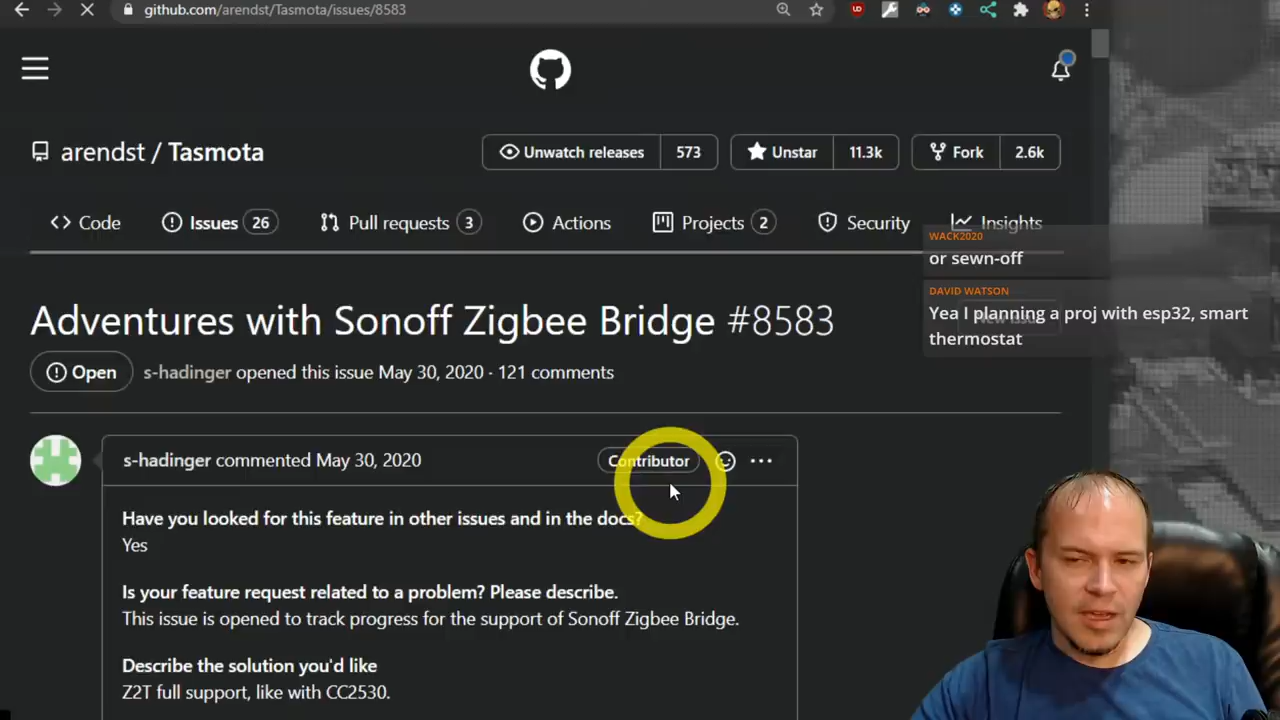 github.com/arendst/Tasmota/issues/8583
arendst / Tasmota
Unwatch releases 573
Unstar 11.3k
Fork 2.6k
Code
Issues 26
Pull requests 3
Actions
Projects 2
Security
Insights
WACK2020
or sewn-off
DAVID WATSON
Yea I planning a proj with esp32, smart
thermostat
Adventures with Sonoff Zigbee Bridge #8583
Open s-hadinger opened this issue May 30, 2020 · 121 comments
s-hadinger commented May 30, 2020
Contributor
Have you looked for this feature in other issues and in the docs?
Yes
Is your feature request related to a problem? Please describe.
This issue is opened to track progress for the support of Sonoff Zigbee Bridge.
Describe the solution you'd like
Z2T full support, like with CC2530.